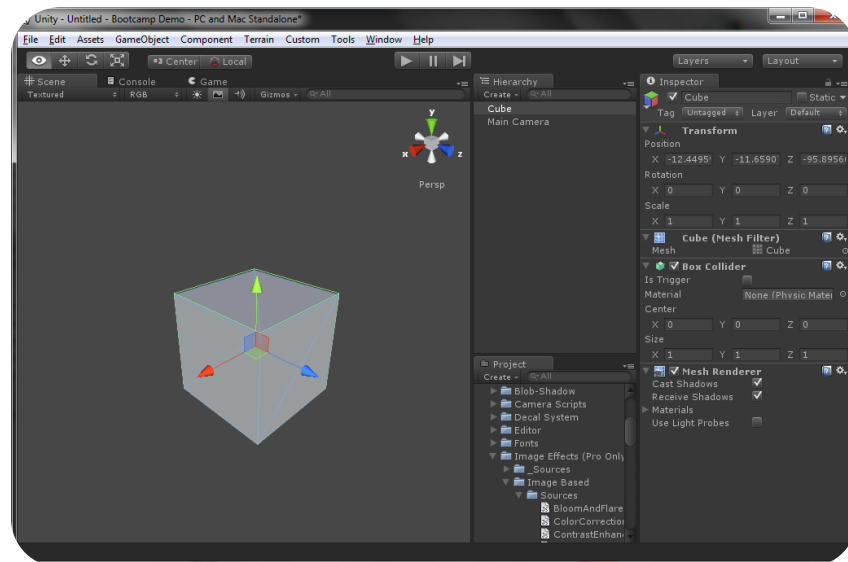 Unity - Untitled - Bootcamp Demo - PC and Mac Standalone*
File Edit Assets GameObject Component Terrain Custom Tools Window Help
Center Local
Layers Layout
Scene Console Game
Textured RGB Gizmos All
y
x z
Persp
Hierarchy
Create All
Cube
Main Camera
Project
Create All
Blob-Shadow
Camera Scripts
Decal System
Editor
Fonts
Image Effects (Pro Only
_Sources
Image Based
Sources
BloomAndFlare
ColorCorrection
ContrastEnhan
Inspector
Cube Static
Tag Untagged Layer Default
Transform
Position
X -12.4495 Y -11.6590 Z -95.8956
Rotation
X 0 Y 0 Z 0
Scale
X 1 Y 1 Z 1
Cube (Mesh Filter)
Mesh Cube
Box Collider
Is Trigger
Material None (Physic Mater
Center
X 0 Y 0 Z 0
Size
X 1 Y 1 Z 1
Mesh Renderer
Cast Shadows
Receive Shadows
Materials
Use Light Probes